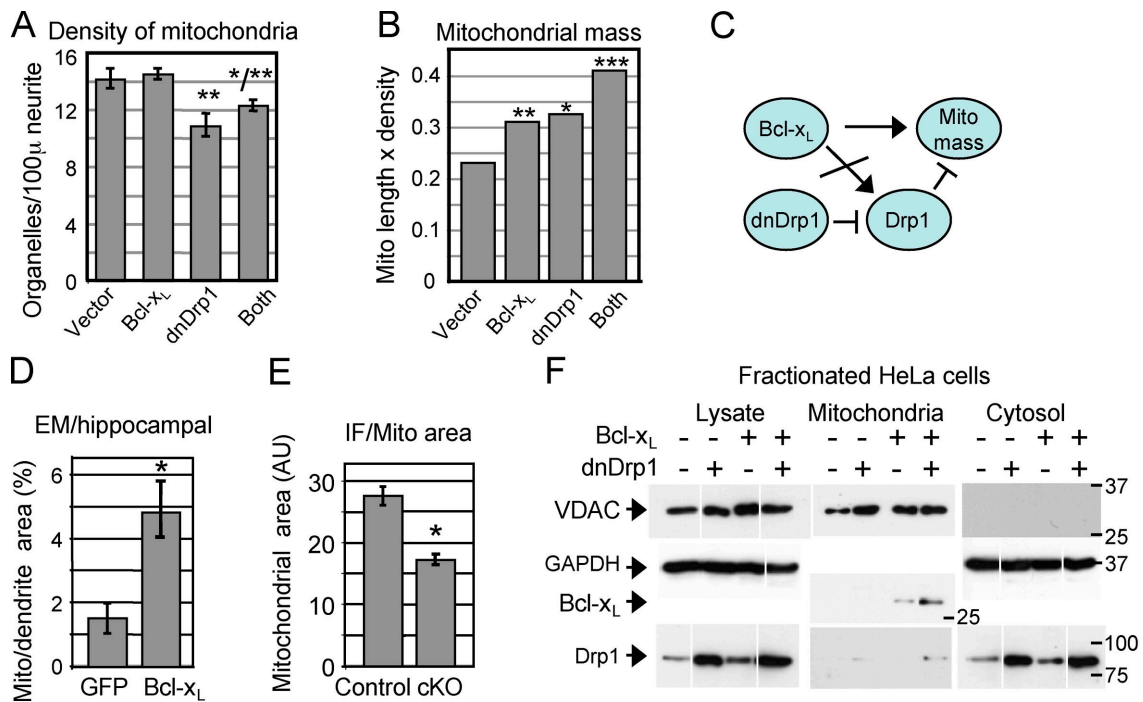 A
Density of mitochondria
Organelles/100μ neurite
16
12
8
4
0
**
*/**
Vector
Bcl-xL
dnDrp1
Both
B
Mitochondrial mass
Mito length x density
0.4
0.3
0.2
0.1
0
**
*
***
Vector
Bcl-xL
dnDrp1
Both
C
Bcl-xL
Mito
mass
dnDrp1
Drp1
D
EM/hippocampal
Mito/dendrite area (%)
6
4
2
0
*
GFP Bcl-xL
E
IF/Mito area
Mitochondrial area (AU)
30
20
10
0
*
Control cKO
F
Fractionated HeLa cells
Lysate Mitochondria Cytosol
Bcl-xL - - + + - - + + - - + +
dnDrp1 - + - + - + - + - + - +
VDAC 37
25
GAPDH 37
Bcl-xL 25
Drp1 100
75